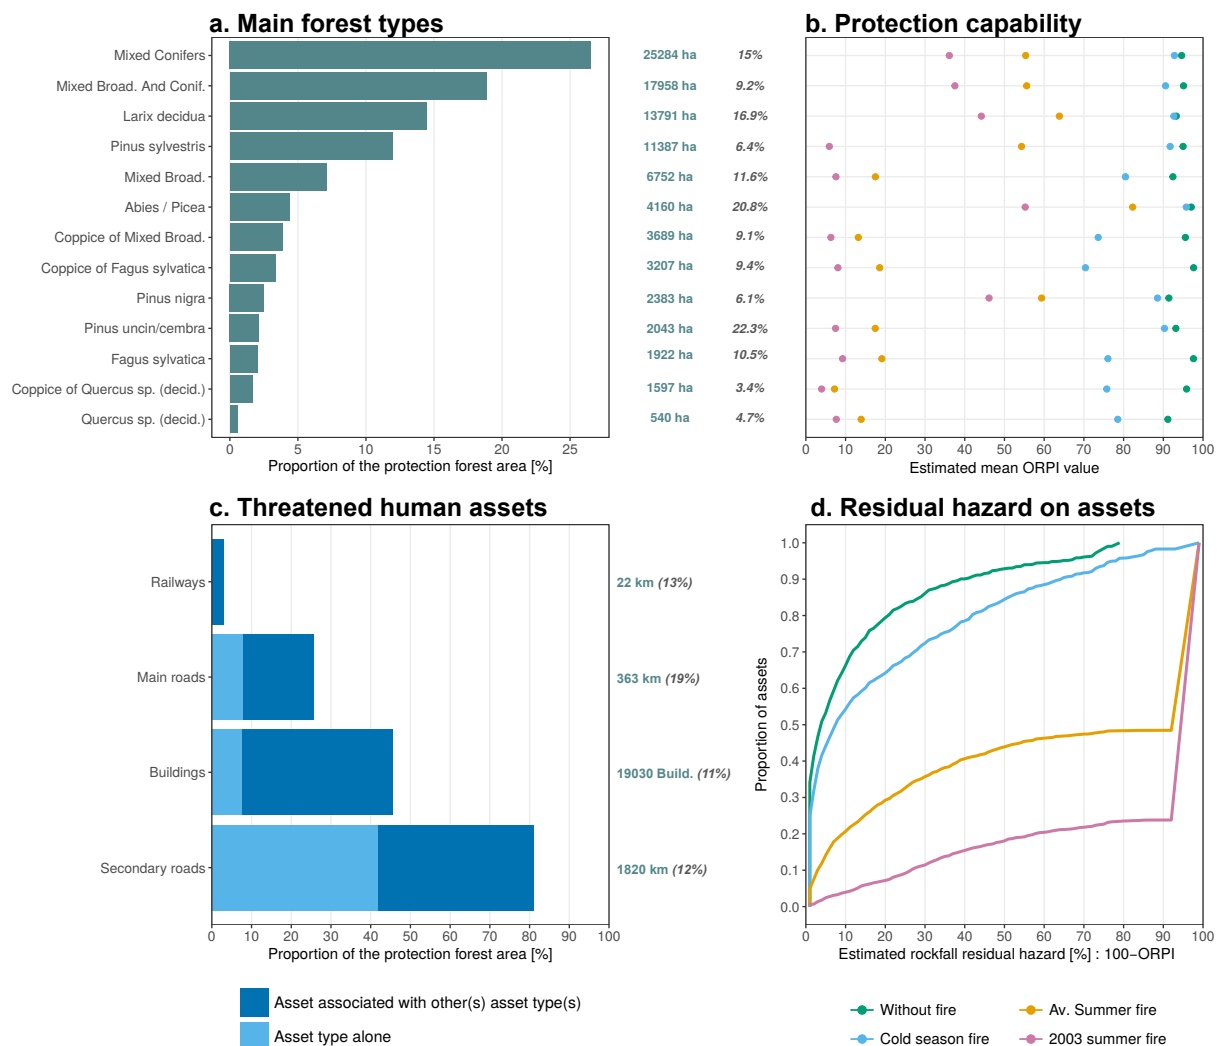 a. Main forest types
Mixed Conifers
Mixed Broad. And Conif.
Larix decidua
Pinus sylvestris
Mixed Broad.
Abies / Picea
Coppice of Mixed Broad.
Coppice of Fagus sylvatica
Pinus nigra
Pinus uncin/cembra
Fagus sylvatica
Coppice of Quercus sp. (decid.)
Quercus sp. (decid.)
25284 ha 15%
17958 ha 9.2%
13791 ha 16.9%
11387 ha 6.4%
6752 ha 11.6%
4160 ha 20.8%
3689 ha 9.1%
3207 ha 9.4%
2383 ha 6.1%
2043 ha 22.3%
1922 ha 10.5%
1597 ha 3.4%
540 ha 4.7%
0 5 10 15 20 25
Proportion of the protection forest area [%]
b. Protection capability
0 10 20 30 40 50 60 70 80 90 100
Estimated mean ORPI value
c. Threatened human assets
Railways
Main roads
Buildings
Secondary roads
22 km (13%)
363 km (19%)
19030 Build. (11%)
1820 km (12%)
0 10 20 30 40 50 60 70 80 90 100
Proportion of the protection forest area [%]
Asset associated with other(s) asset type(s)
Asset type alone
d. Residual hazard on assets
Proportion of assets
1.0
0.9
0.8
0.7
0.6
0.5
0.4
0.3
0.2
0.1
0.0
0 10 20 30 40 50 60 70 80 90 100
Estimated rockfall residual hazard [%] : 100−ORPI
Without fire
Av. Summer fire
Cold season fire
2003 summer fire